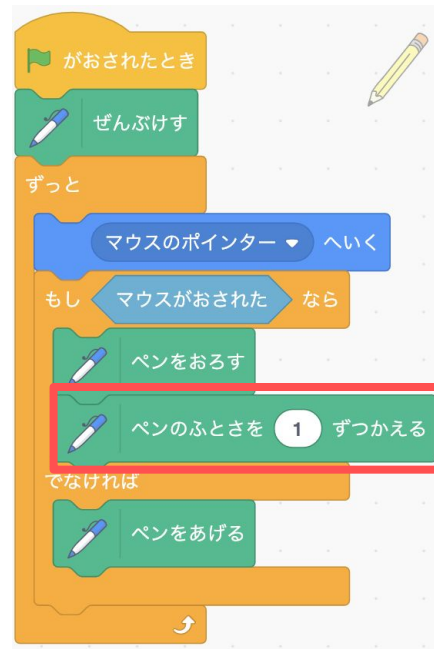 がおされたとき
ぜんぶけす
ずっと
マウスのポインター へいく
もし マウスがおされた なら
ペンをおろす
ペンのふとさを 1 ずつかえる
でなければ
ペンをあげる